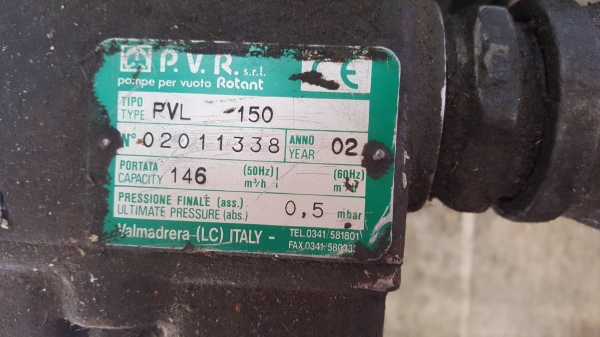 P.V.R. s.r.l.
CE
pompe per vuoto Rotant
TIPO
TYPE PVL 150
N° 02011338 ANNO
YEAR 02
PORTATA
CAPACITY 146 (50Hz) m³/h (60Hz)
PRESSIONE FINALE (ass.)
ULTIMATE PRESSURE (abs.) 0,5 mbar
Valmadrera (LC) ITALY - TEL.0341/581801